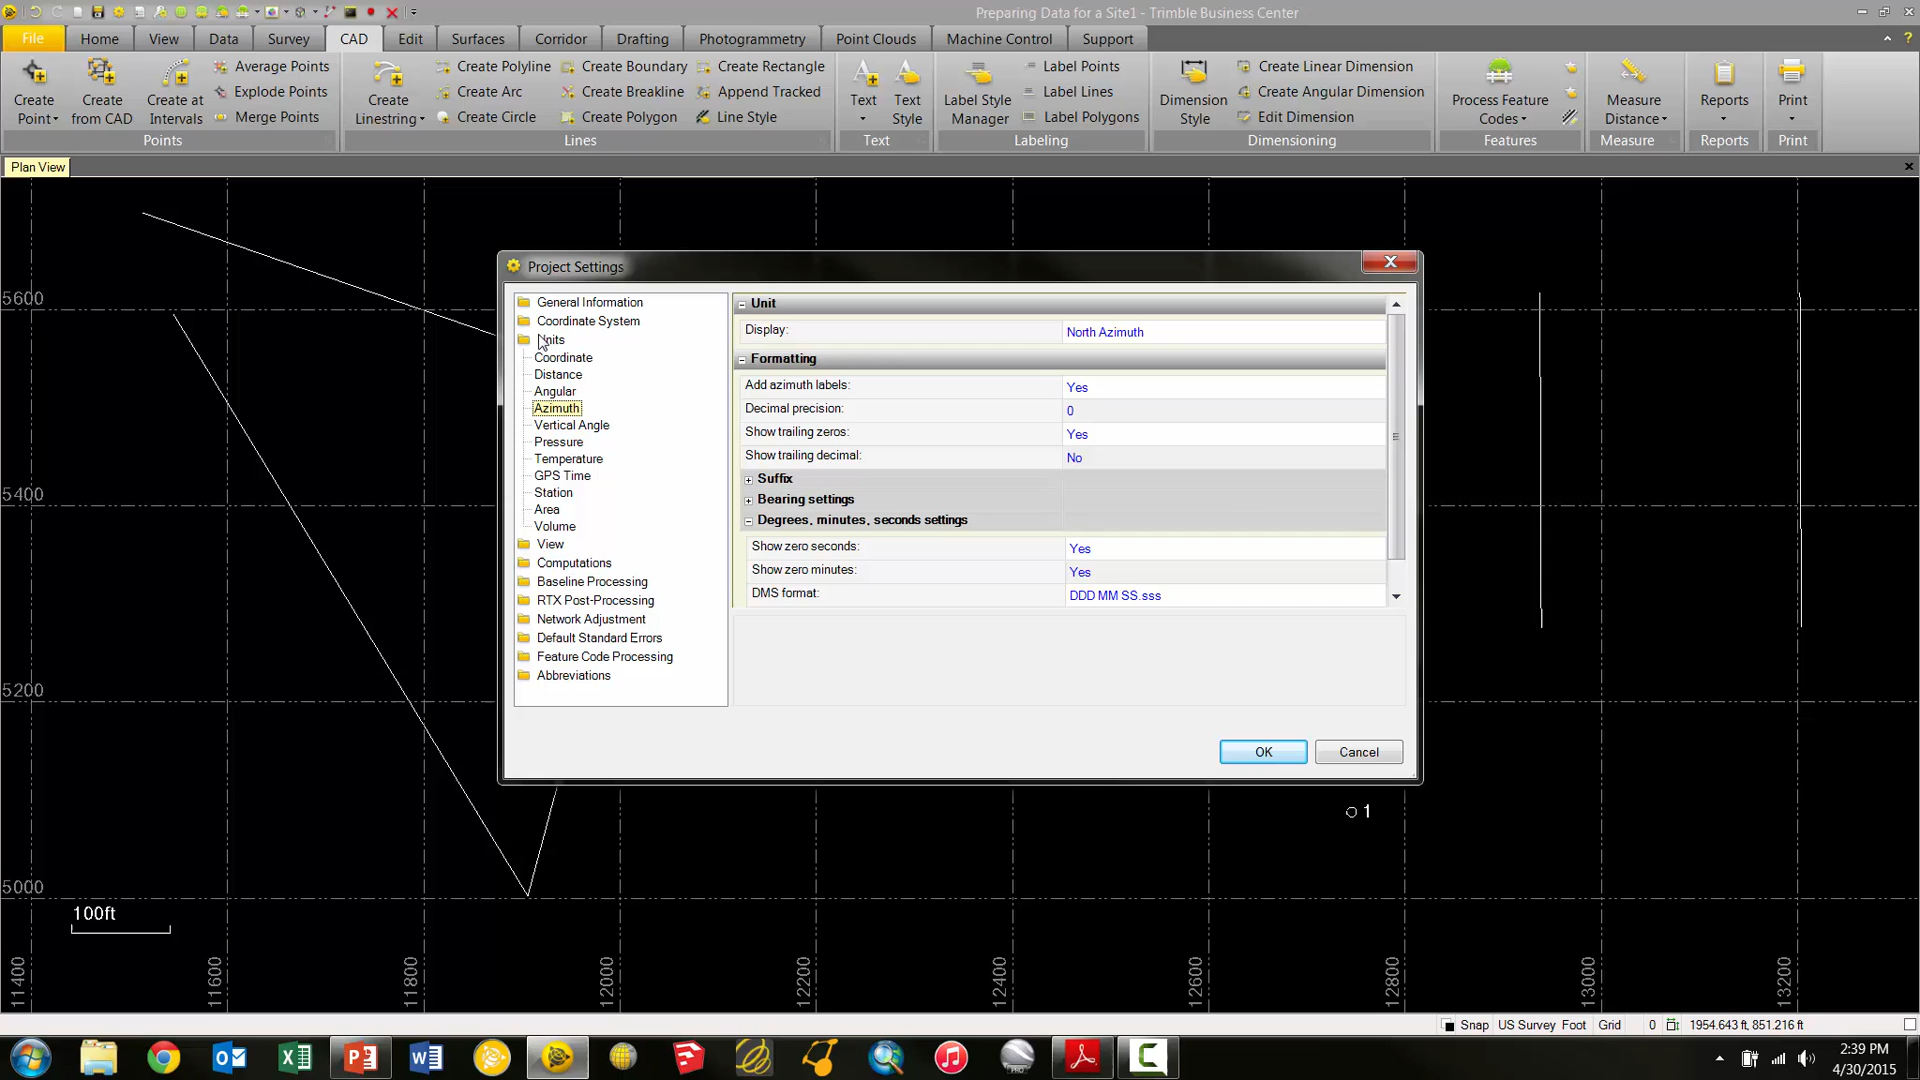 Preparing Data for a Site1 - Trimble Business Center
File Home View Data Survey CAD Edit Surfaces Corridor Drafting Photogrammetry Point Clouds Machine Control Support
Create Point
Create from CAD
Create at Intervals
Average Points
Explode Points
Merge Points
Points
Create Linestring
Create Polyline
Create Arc
Create Circle
Create Boundary
Create Breakline
Create Polygon
Create Rectangle
Append Tracked
Line Style
Lines
Text
Text Style
Text
Label Style Manager
Label Points
Label Lines
Label Polygons
Labeling
Dimension Style
Create Linear Dimension
Create Angular Dimension
Edit Dimension
Dimensioning
Process Feature Codes
Features
Measure Distance
Measure
Reports
Reports
Print
Print
Plan View
Project Settings
General Information
Coordinate System
Units
Coordinate
Distance
Angular
Azimuth
Vertical Angle
Pressure
Temperature
GPS Time
Station
Area
Volume
View
Computations
Baseline Processing
RTX Post-Processing
Network Adjustment
Default Standard Errors
Feature Code Processing
Abbreviations
Unit
Display: North Azimuth
Formatting
Add azimuth labels: Yes
Decimal precision: 0
Show trailing zeros: Yes
Show trailing decimal: No
Suffix
Bearing settings
Degrees, minutes, seconds settings
Show zero seconds: Yes
Show zero minutes: Yes
DMS format: DDD MM SS.sss
OK Cancel
5600
5400
5200
5000
1
100ft
11400 11600 11800 12000 12200 12400 12600 12800 13000 13200
Snap US Survey Foot Grid 0 1954.643 ft, 851.216 ft
2:39 PM
4/30/2015